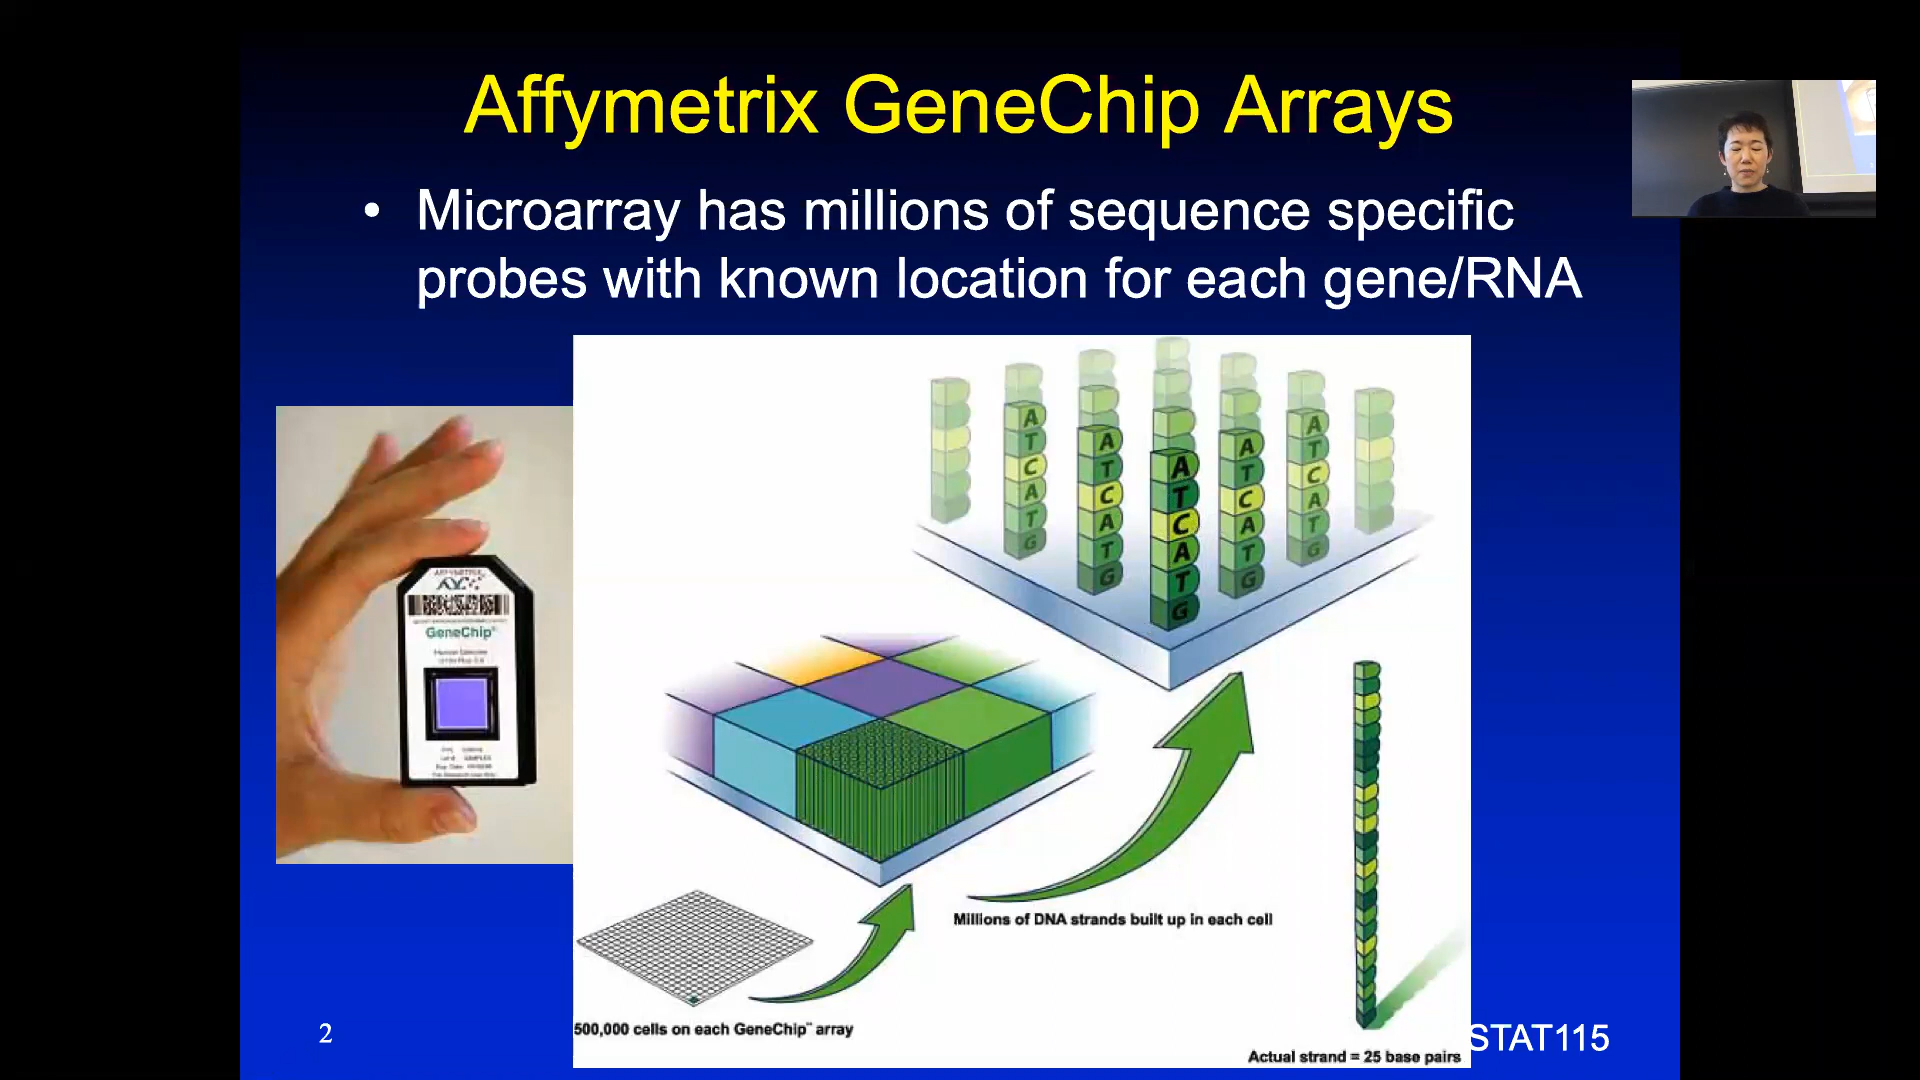 Affymetrix GeneChip Arrays
• Microarray has millions of sequence specific
probes with known location for each gene/RNA
AFFYMETRIX
GeneChip®
A
T
C
A
T
G
A
T
C
A
T
G
A
T
C
A
T
G
A
T
C
A
T
G
A
T
C
A
T
G
Millions of DNA strands built up in each cell
500,000 cells on each GeneChip™ array
Actual strand = 25 base pairs
2
STAT115